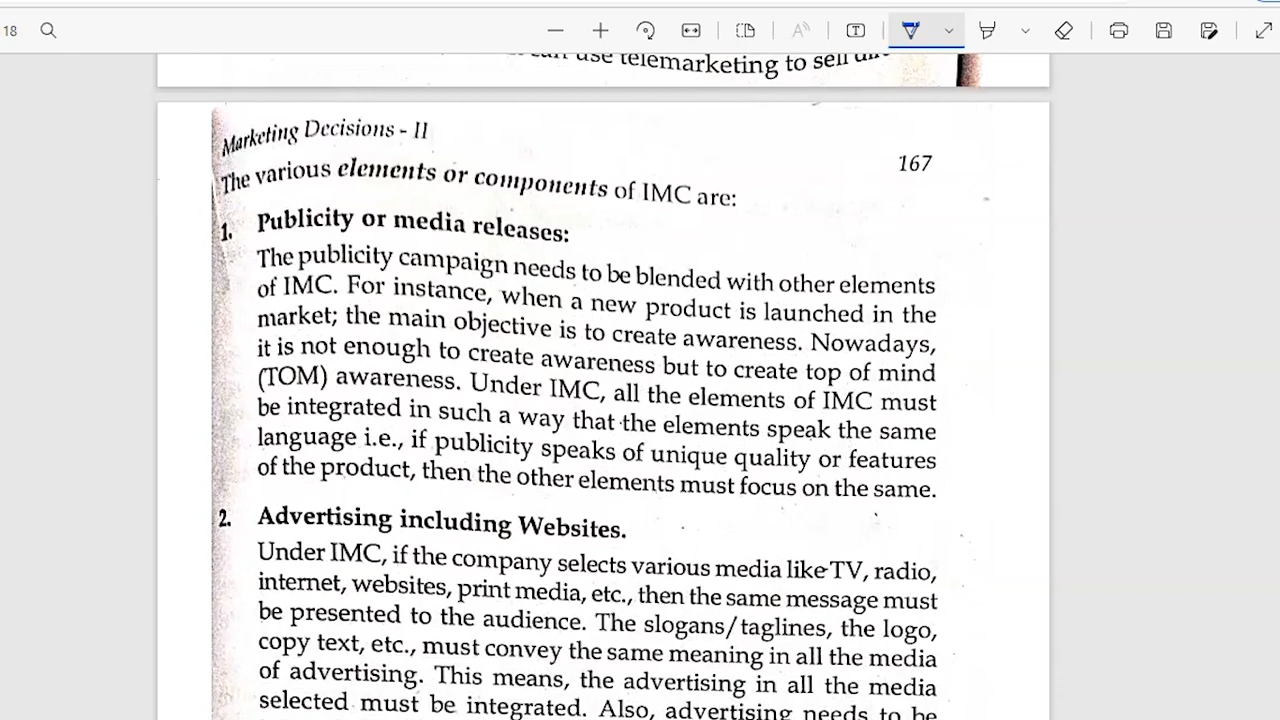 18
can use telemarketing to sell
Marketing Decisions - II
167
The various elements or components of IMC are:
1. Publicity or media releases:
The publicity campaign needs to be blended with other elements
of IMC. For instance, when a new product is launched in the
market; the main objective is to create awareness. Nowadays,
it is not enough to create awareness but to create top of mind
(TOM) awareness. Under IMC, all the elements of IMC must
be integrated in such a way that the elements speak the same
language i.e., if publicity speaks of unique quality or features
of the product, then the other elements must focus on the same.
2. Advertising including Websites.
Under IMC, if the company selects various media like TV, radio,
internet, websites, print media, etc., then the same message must
be presented to the audience. The slogans/taglines, the logo,
copy text, etc., must convey the same meaning in all the media
of advertising. This means, the advertising in all the media
selected must be integrated. Also, advertising needs to be